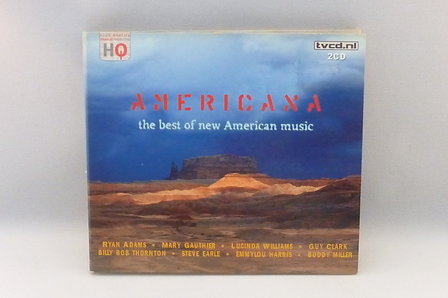 HQ
tvcd.nl
2CD
AMERICANA
the best of new American music
RYAN ADAMS • MARY GAUTHIER • LUCINDA WILLIAMS • GUY CLARK
BILLY BOB THORNTON • STEVE EARLE • EMMYLOU HARRIS • BUDDY MILLER